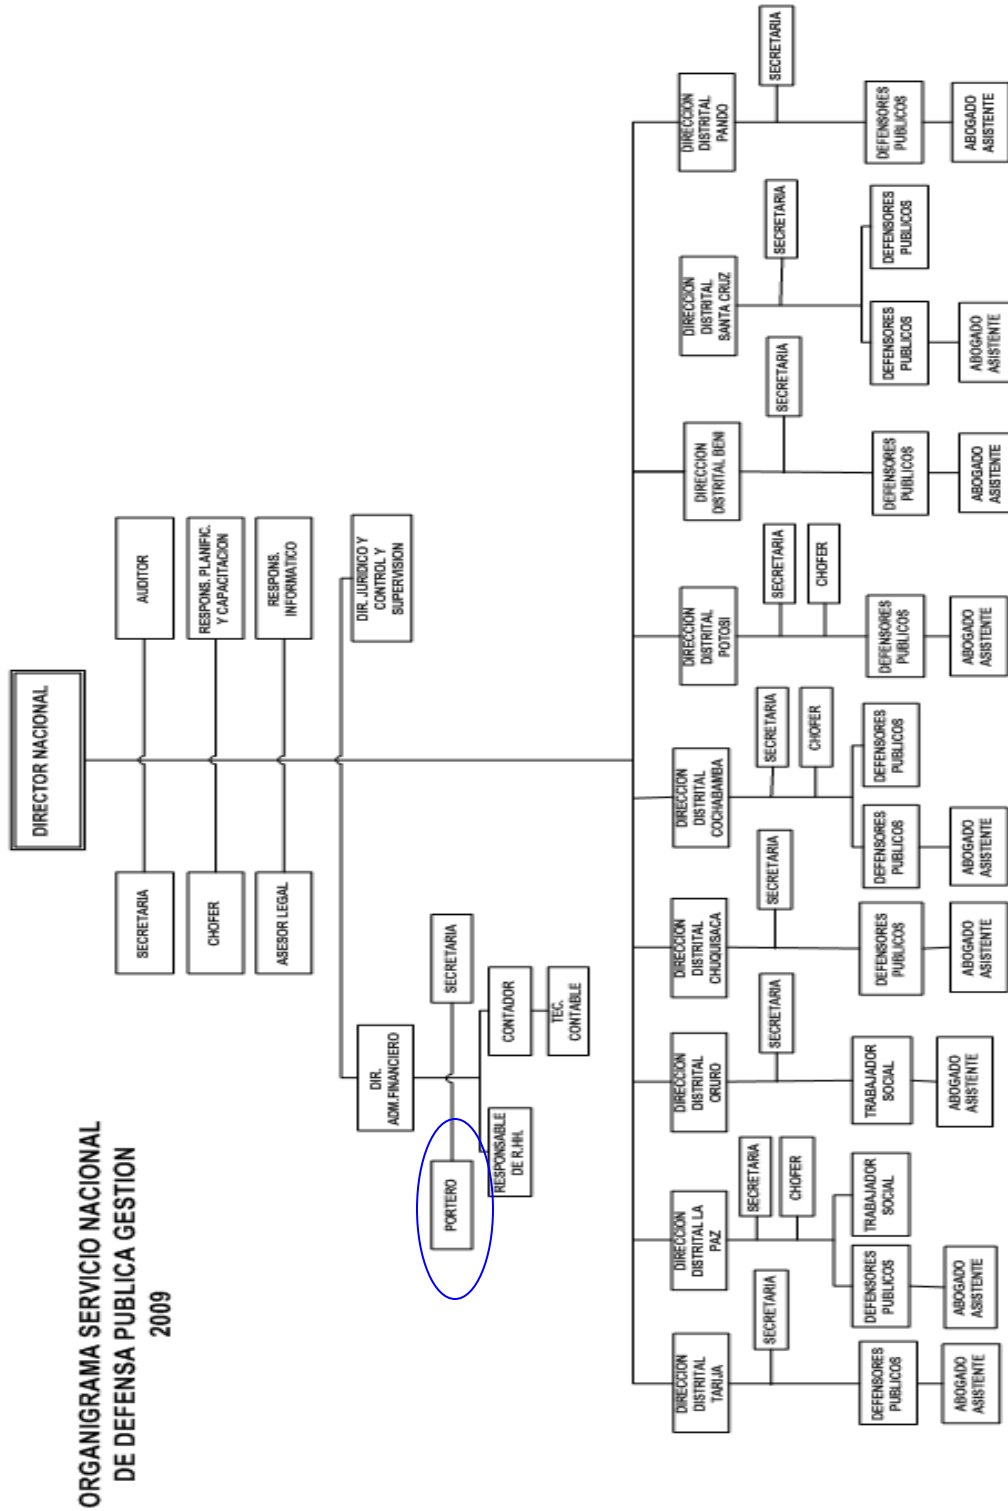 ORGANIGRAMA SERVICIO NACIONAL
DE DEFENSA PUBLICA GESTION
2009
DIRECTOR NACIONAL
SECRETARIA
AUDITOR
CHOFER
RESPONS. PLANIFIC.
Y CAPACITACION
ASESOR LEGAL
RESPONS.
INFORMATICO
DIR.
ADM.FINANCIERO
DIR. JURIDICO Y
CONTROL Y
SUPERVISION
PORTERO
SECRETARIA
RESPONSABLE
DE R.HH.
CONTADOR
TEC.
CONTABLE
DIRECCION
DISTRITAL
TARIJA
SECRETARIA
DEFENSORES
PUBLICOS
ABOGADO
ASISTENTE
DIRECCION
DISTRITAL LA
PAZ
SECRETARIA
CHOFER
DEFENSORES
PUBLICOS
TRABAJADOR
SOCIAL
ABOGADO
ASISTENTE
DIRECCION
DISTRITAL
ORURO
SECRETARIA
TRABAJADOR
SOCIAL
ABOGADO
ASISTENTE
DIRECCION
DISTRITAL
CHUQUISACA
SECRETARIA
DEFENSORES
PUBLICOS
ABOGADO
ASISTENTE
DIRECCION
DISTRITAL
COCHABAMBA
SECRETARIA
CHOFER
DEFENSORES
PUBLICOS
DEFENSORES
PUBLICOS
ABOGADO
ASISTENTE
DIRECCION
DISTRITAL
POTOSI
SECRETARIA
CHOFER
DEFENSORES
PUBLICOS
ABOGADO
ASISTENTE
DIRECCION
DISTRITAL BENI
SECRETARIA
DEFENSORES
PUBLICOS
ABOGADO
ASISTENTE
DIRECCION
DISTRITAL
SANTA CRUZ
SECRETARIA
DEFENSORES
PUBLICOS
DEFENSORES
PUBLICOS
ABOGADO
ASISTENTE
DIRECCION
DISTRITAL
PANDO
SECRETARIA
DEFENSORES
PUBLICOS
ABOGADO
ASISTENTE